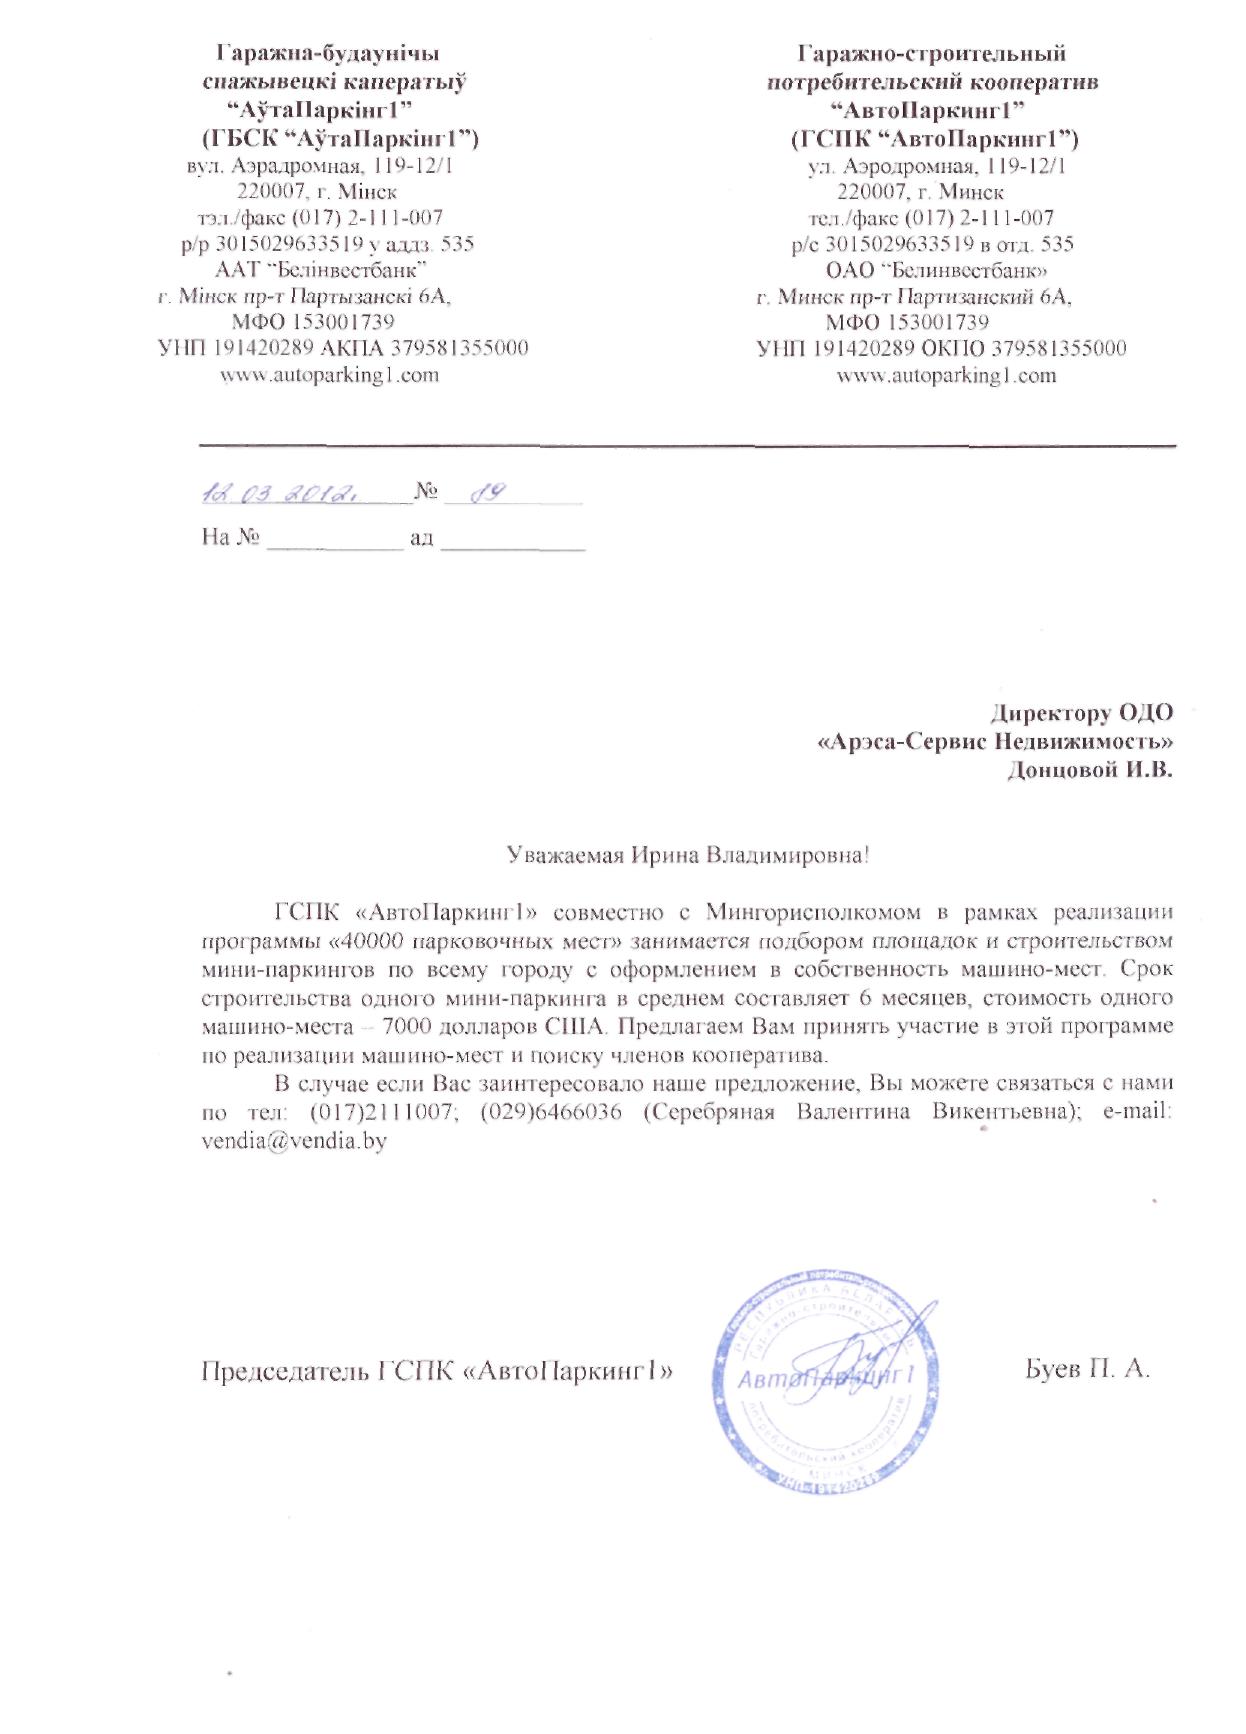 Гаражна-будаунічы
спажывецкі каператыў
“АўтаПаркінг1”
(ГБСК “АўтаПаркінг1”)
вул. Аэрадромная, 119-12/1
220007, г. Мінск
тэл./факс (017) 2-111-007
р/р 3015029633519 у аддз. 535
ААТ “Белінвестбанк”
г. Мінск пр-т Партызанскі 6А,
МФО 153001739
УНП 191420289 АКПА 379581355000
www.autoparking1.com
Гаражно-строительный
потребительский кооператив
“АвтоПаркинг1”
(ГСПК “АвтоПаркинг1”)
ул. Аэродромная, 119-12/1
220007, г. Минск
тел./факс (017) 2-111-007
р/с 3015029633519 в отд. 535
ОАО “Белинвестбанк»
г. Минск пр-т Партизанский 6А,
МФО 153001739
УНП 191420289 ОКПО 379581355000
www.autoparking1.com
12 03 2012. № 19
На № ____________ ад ____________
Директору ОДО
«Арэса-Сервис Недвижимость»
Донцовой И.В.
Уважаемая Ирина Владимировна!
ГСПК «АвтоПаркинг1» совместно с Мингорисполкомом в рамках реализации
программы «40000 парковочных мест» занимается подбором площадок и строительством
мини-паркингов по всему городу с оформлением в собственность машино-мест. Срок
строительства одного мини-паркинга в среднем составляет 6 месяцев, стоимость одного
машино-места – 7000 долларов США. Предлагаем Вам принять участие в этой программе
по реализации машино-мест и поиску членов кооператива.
В случае если Вас заинтересовало наше предложение, Вы можете связаться с нами
по тел: (017)2111007; (029)6466036 (Серебряная Валентина Викентьевна); e-mail:
vendia@vendia.by
Председатель ГСПК «АвтоПаркинг1»
Буев П. А.
РЕСПУБЛИКА БЕЛАРУСЬ
Гаражно-строительный
АвтоПаркинг1
потребительский кооператив
г. МИНСК
УНП 191420289